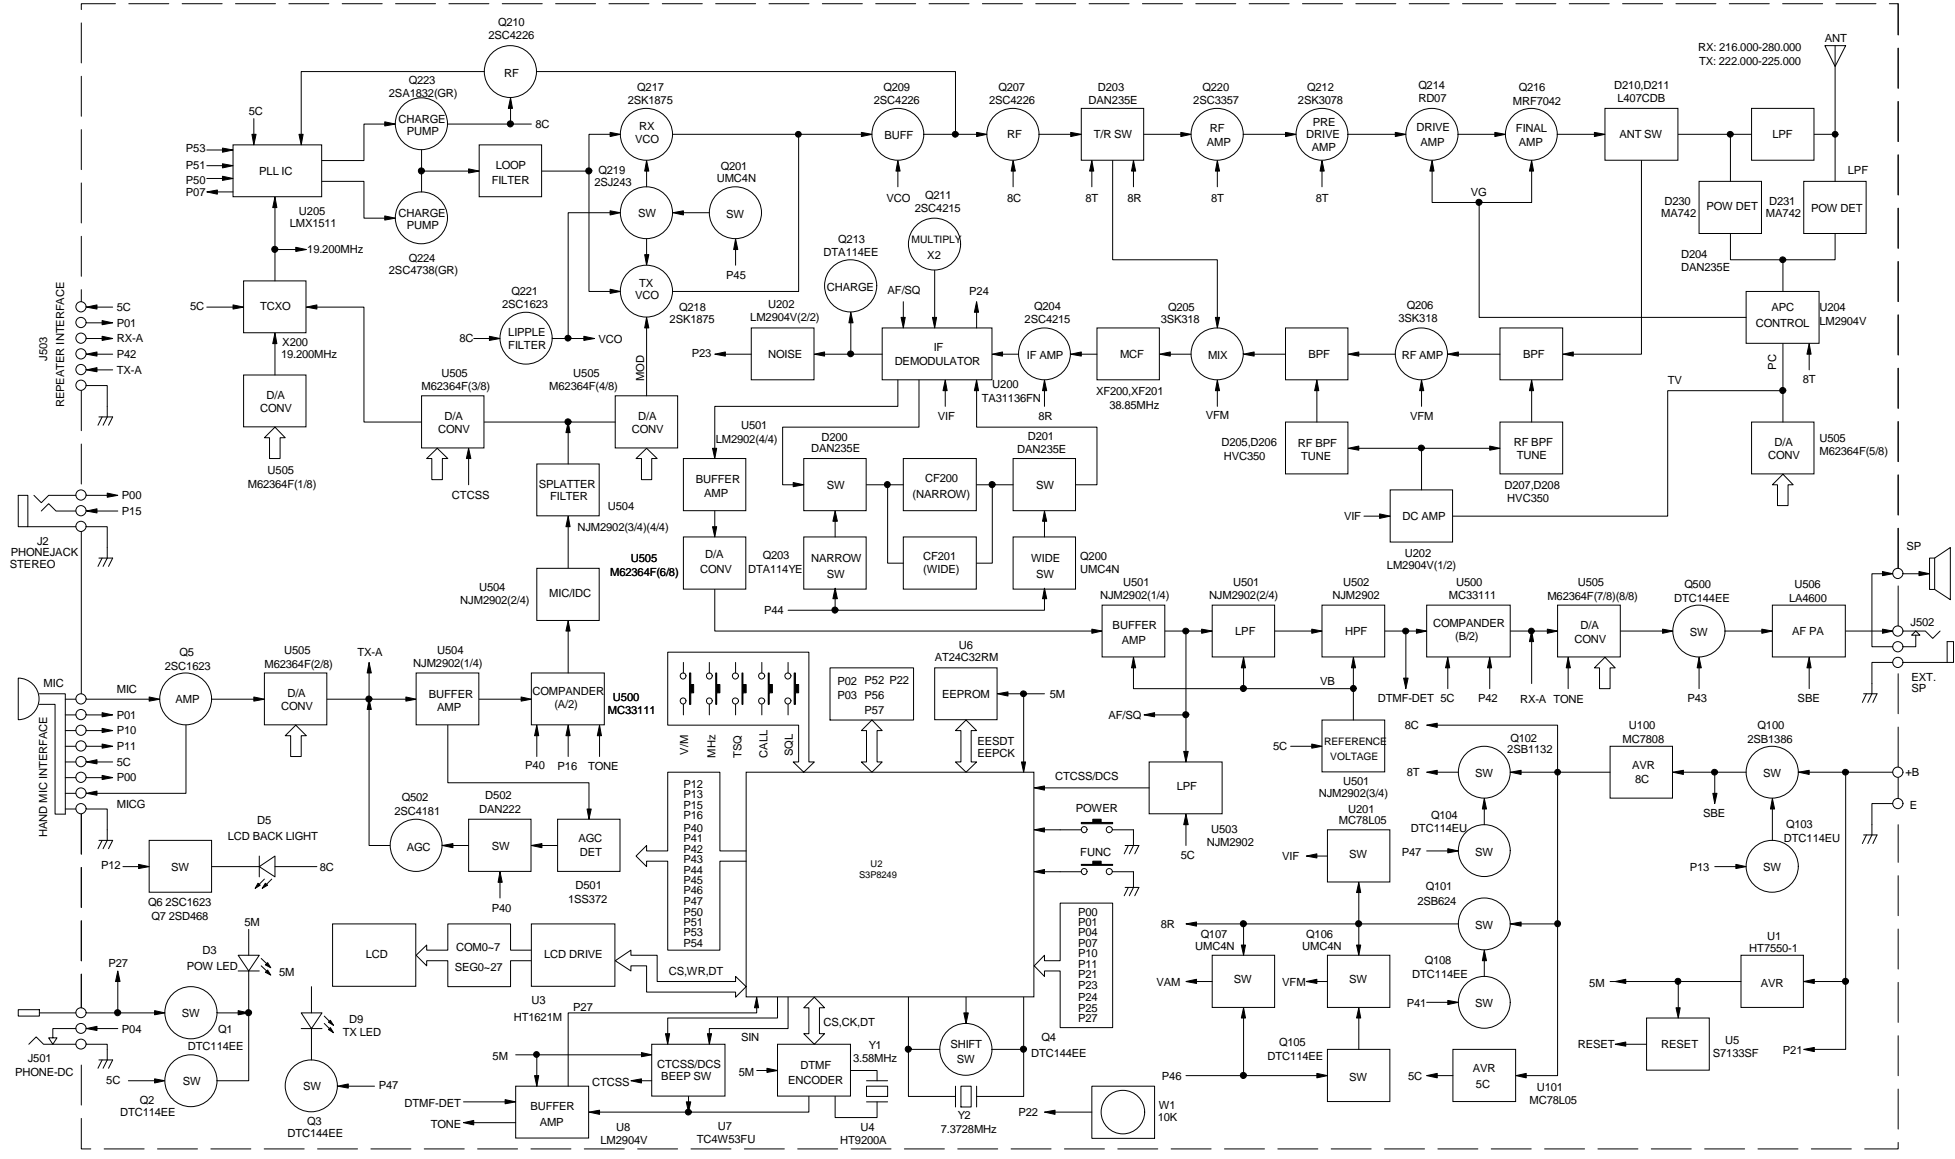 Q210
2SC4226
RF
Q223
2SA1832(GR)
CHARGE
PUMP
5C
8C
P53
P51
P50
P07
PLL IC
U205
LMX1511
CHARGE
PUMP
Q224
2SC4738(GR)
LOOP
FILTER
19.200MHz
Q217
2SK1875
RX
VCO
Q219
2SJ243
SW
Q201
UMC4N
SW
P45
TX
VCO
Q218
2SK1875
Q209
2SC4226
BUFF
VCO
Q207
2SC4226
RF
8C
D203
DAN235E
T/R SW
8T
8R
Q220
2SC3357
RF
AMP
8T
Q212
2SK3078
PRE
DRIVE
AMP
8T
Q214
RD07
DRIVE
AMP
VG
Q216
MRF7042
FINAL
AMP
D210,D211
L407CDB
ANT SW
RX: 216.000-280.000
TX: 222.000-225.000
ANT
LPF
LPF
D230
MA742
POW DET
D231
MA742
POW DET
D204
DAN235E
APC
CONTROL
U204
LM2904V
PC
8T
TV
D/A
CONV
U505
M62364F(5/8)
5C
TCXO
X200
19.200MHz
D/A
CONV
U505
M62364F(1/8)
Q221
2SC1623
8C
LIPPLE
FILTER
VCO
U505
M62364F(3/8)
D/A
CONV
CTCSS
U505
M62364F(4/8)
MOD
D/A
CONV
Q213
DTA114EE
CHARGE
Q211
2SC4215
MULTIPLY
X2
U202
LM2904V(2/2)
P23
NOISE
AF/SQ
P24
IF
DEMODULATOR
U200
TA31136FN
VIF
Q204
2SC4215
IF AMP
8R
MCF
XF200,XF201
38.85MHz
Q205
3SK318
MIX
VFM
BPF
Q206
3SK318
RF AMP
VFM
BPF
D205,D206
HVC350
RF BPF
TUNE
RF BPF
TUNE
D207,D208
HVC350
VIF
DC AMP
U202
LM2904V(1/2)
J503
REPEATER INTERFACE
5C
P01
RX-A
P42
TX-A
P00
P15
J2
PHONEJACK
STEREO
SPLATTER
FILTER
U504
NJM2902(3/4)(4/4)
U504
NJM2902(2/4)
MIC/IDC
U501
LM2902(4/4)
BUFFER
AMP
U505
M62364F(6/8)
D/A
CONV
D200
DAN235E
SW
CF200
(NARROW)
D201
DAN235E
SW
Q203
DTA114YE
NARROW
SW
CF201
(WIDE)
WIDE
SW
Q200
UMC4N
P44
U501
NJM2902(1/4)
BUFFER
AMP
U501
NJM2902(2/4)
LPF
U502
NJM2902
HPF
U500
MC33111
COMPANDER
(B/2)
U505
M62364F(7/8)(8/8)
D/A
CONV
Q500
DTC144EE
SW
P43
U506
LA4600
AF PA
SBE
SP
J502
EXT.
SP
VB
DTMF-DET
5C
P42
RX-A
TONE
AF/SQ
5C
REFERENCE
VOLTAGE
U501
NJM2902(3/4)
HAND MIC INTERFACE
MIC
MIC
P01
P10
P11
5C
P00
MICG
Q5
2SC1623
AMP
U505
M62364F(2/8)
D/A
CONV
TX-A
U504
NJM2902(1/4)
BUFFER
AMP
COMPANDER
(A/2)
U500
MC33111
P40
P16
TONE
V/M
MHz
TSQ
CALL
SQL
P02 P52 P22
P03 P56
P57
U6
AT24C32RM
EEPROM
5M
EESDT
EEPCK
CTCSS/DCS
LPF
5C
U503
NJM2902
Q502
2SC4181
AGC
D502
DAN222
SW
P40
AGC
DET
D501
1SS372
P12
P13
P15
P16
P40
P41
P42
P43
P44
P45
P46
P47
P50
P51
P53
P54
U2
S3P8249
POWER
FUNC
P00
P01
P04
P07
P10
P11
P21
P23
P24
P25
P27
D5
LCD BACK LIGHT
P12
SW
8C
Q6 2SC1623
Q7 2SD468
5M
D3
POW LED
5M
P27
SW
Q1
DTC114EE
P04
J501
PHONE-DC
5C
SW
Q2
DTC114EE
D9
TX LED
SW
P47
Q3
DTC144EE
LCD
COM0~7
SEG0~27
LCD DRIVE
U3
HT1621M
CS,WR,DT
P27
SIN
5M
CTCSS
CTCSS/DCS
BEEP SW
DTMF-DET
TONE
BUFFER
AMP
U8
LM2904V
U7
TC4W53FU
CS,CK,DT
5M
DTMF
ENCODER
Y1
3.58MHz
U4
HT9200A
SHIFT
SW
Q4
DTC144EE
Y2
7.3728MHz
P22
W1
10K
8C
8T
Q102
2SB1132
SW
Q104
DTC114EU
P47
SW
U100
MC7808
AVR
8C
SBE
Q100
2SB1386
SW
Q103
DTC114EU
P13
SW
+B
E
U201
MC78L05
VIF
SW
8R
Q101
2SB624
SW
Q107
UMC4N
VAM
SW
Q106
UMC4N
VFM
SW
Q108
DTC114EE
P41
SW
Q105
DTC114EE
P46
SW
5C
AVR
5C
U101
MC78L05
U1
HT7550-1
5M
AVR
RESET
RESET
U5
S7133SF
P21